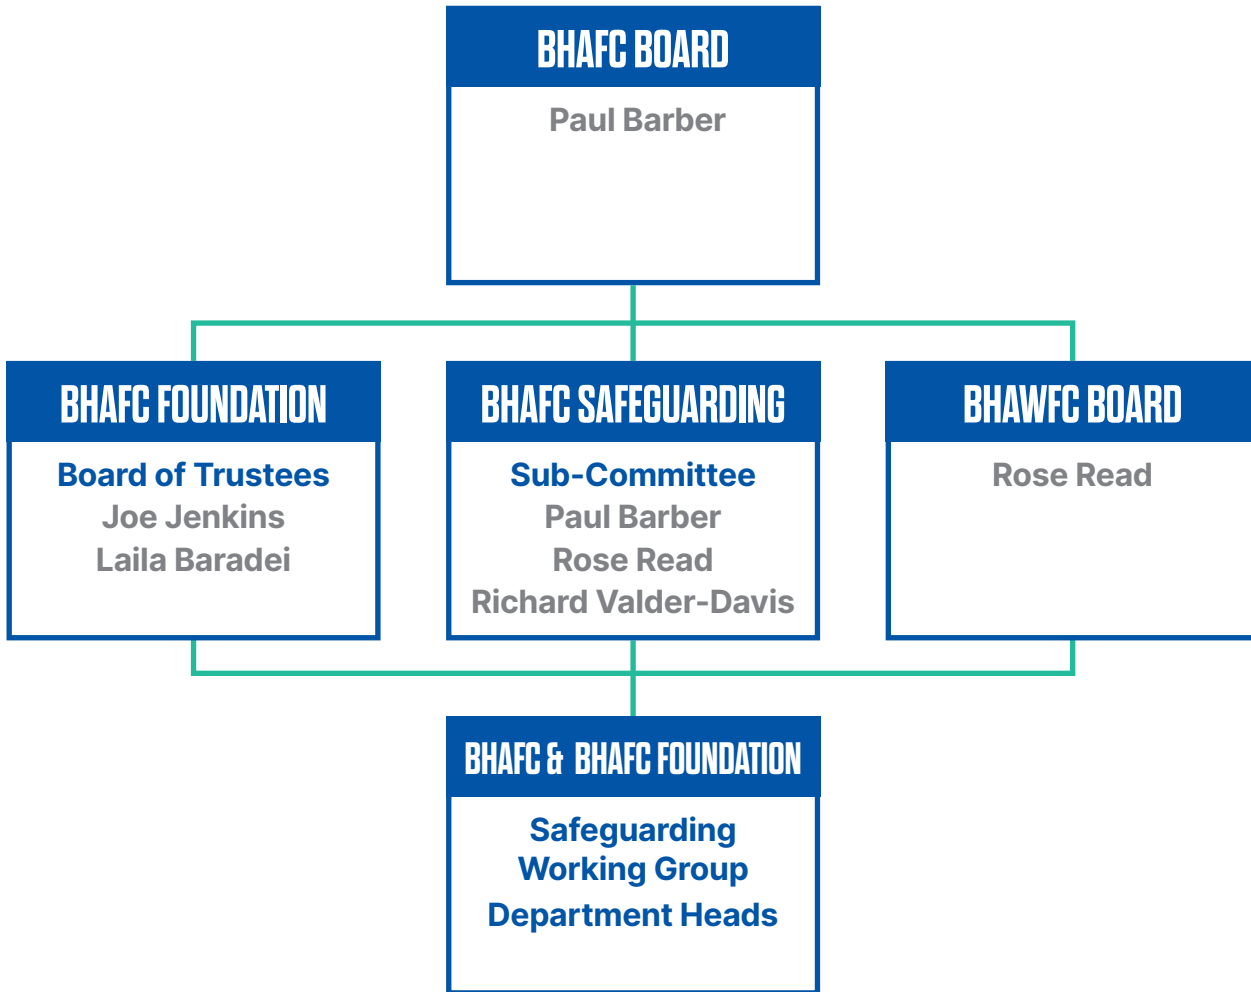 BHAFC BOARD
Paul Barber
BHAFC FOUNDATION
Board of Trustees
Joe Jenkins
Laila Baradei
BHAFC SAFEGUARDING
Sub-Committee
Paul Barber
Rose Read
Richard Valder-Davis
BHAWFC BOARD
Rose Read
BHAFC & BHAFC FOUNDATION
Safeguarding
Working Group
Department Heads